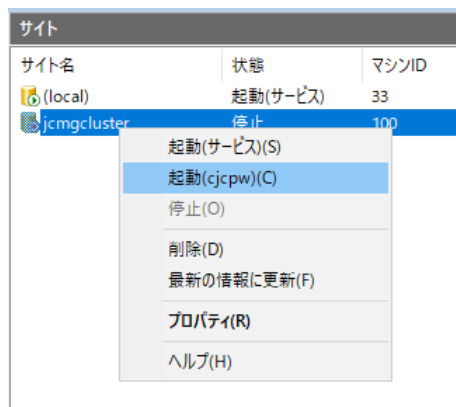 サイト
サイト名 状態 マシンID
(local) 起動(サービス) 33
jcmgcluster 停止 100
起動(サービス)(S)
起動(cjcpw)(C)
停止(O)
削除(D)
最新の情報に更新(F)
プロパティ(R)
ヘルプ(H)